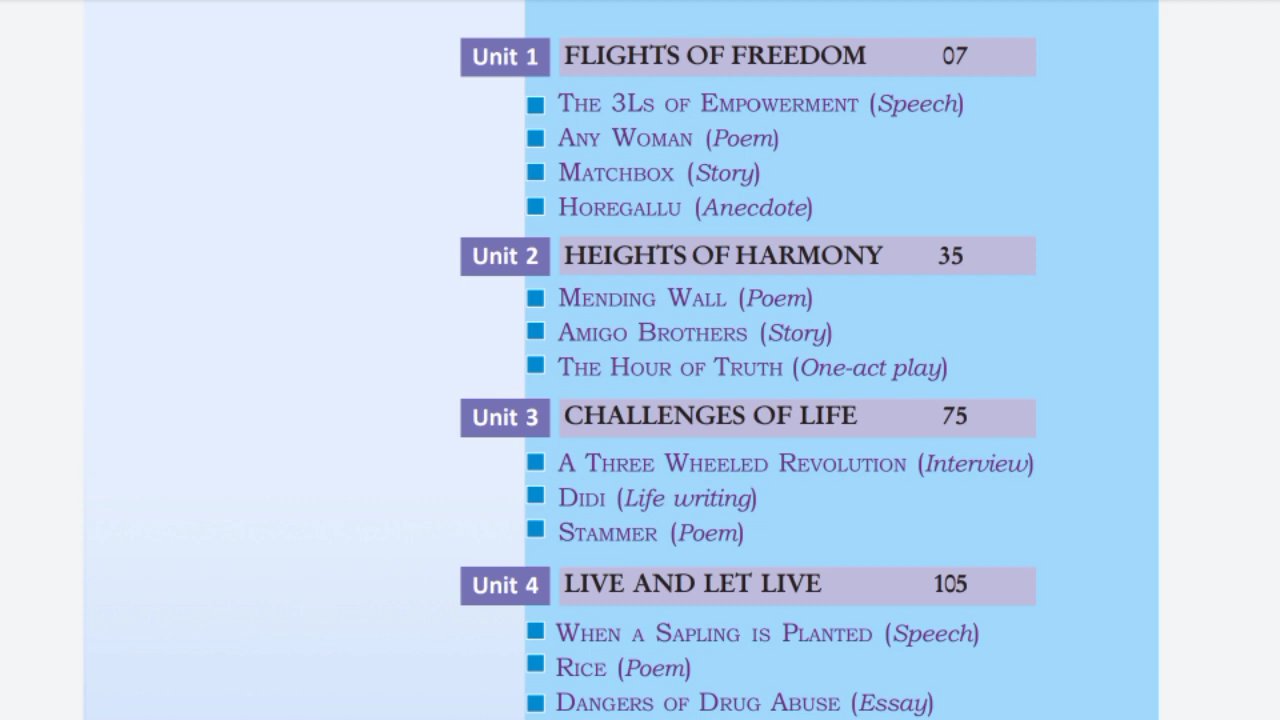 Unit 1 FLIGHTS OF FREEDOM 07
The 3Ls of Empowerment (Speech)
Any Woman (Poem)
Matchbox (Story)
Horegallu (Anecdote)
Unit 2 HEIGHTS OF HARMONY 35
Mending Wall (Poem)
Amigo Brothers (Story)
The Hour of Truth (One-act play)
Unit 3 CHALLENGES OF LIFE 75
A Three Wheeled Revolution (Interview)
Didi (Life writing)
Stammer (Poem)
Unit 4 LIVE AND LET LIVE 105
When a Sapling is Planted (Speech)
Rice (Poem)
Dangers of Drug Abuse (Essay)